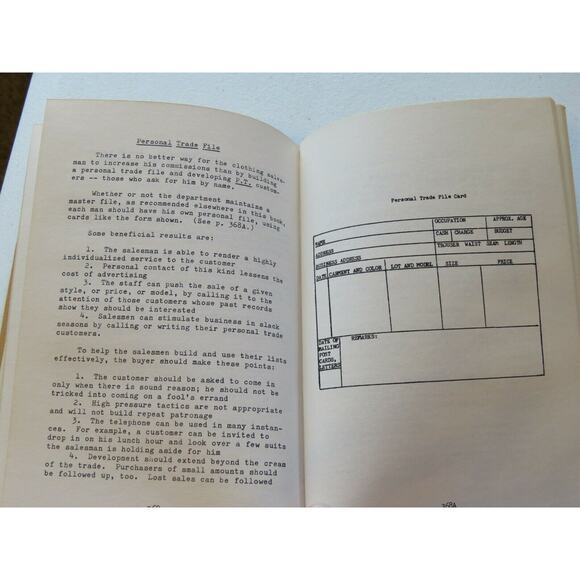 Personal Trade File
There is no better way for the clothing sales-
man to increase his commissions than by building
a personal trade file and developing P.T. custom-
ers -- those who ask for him by name.
Whether or not the department maintains a
master file, as recommended elsewhere in this book,
each man should have his own personal file, using
cards like the form shown. (See p. 368A.)
Some beneficial results are:
1. The salesman is able to render a highly
individualized service to the customer
2. Personal contact of this kind lessens the
cost of advertising
3. The staff can push the sale of a given
style, or price, or model, by calling it to the
attention of those customers whose past records
show they should be interested
4. Salesmen can stimulate business in slack
seasons by calling or writing their personal trade
customers.
To help the salesmen build and use their lists
effectively, the buyer should make these points:
1. The customer should be asked to come in
only when there is sound reason; he should not be
tricked into coming on a fool's errand
2. High pressure tactics are not appropriate
and will not build repeat patronage
3. The telephone can be used in many instan-
ces. For example, a customer can be invited to
drop in on his lunch hour and look over a few suits
the salesman is holding aside for him
4. Development should extend beyond the cream
of the trade. Purchasers of small amounts should
be followed up, too. Lost sales can be followed
Personal Trade File Card
NAME OCCUPATION APPROX. AGE
ADDRESS CASH CHARGE BUDGET
BUSINESS ADDRESS TROUSER WAIST SEAM LENGTH
DATE GARMENT AND COLOR LOT AND MODEL SIZE PRICE
DATE OF REMARKS:
MAILING
POST
CARDS,
LETTERS
368A